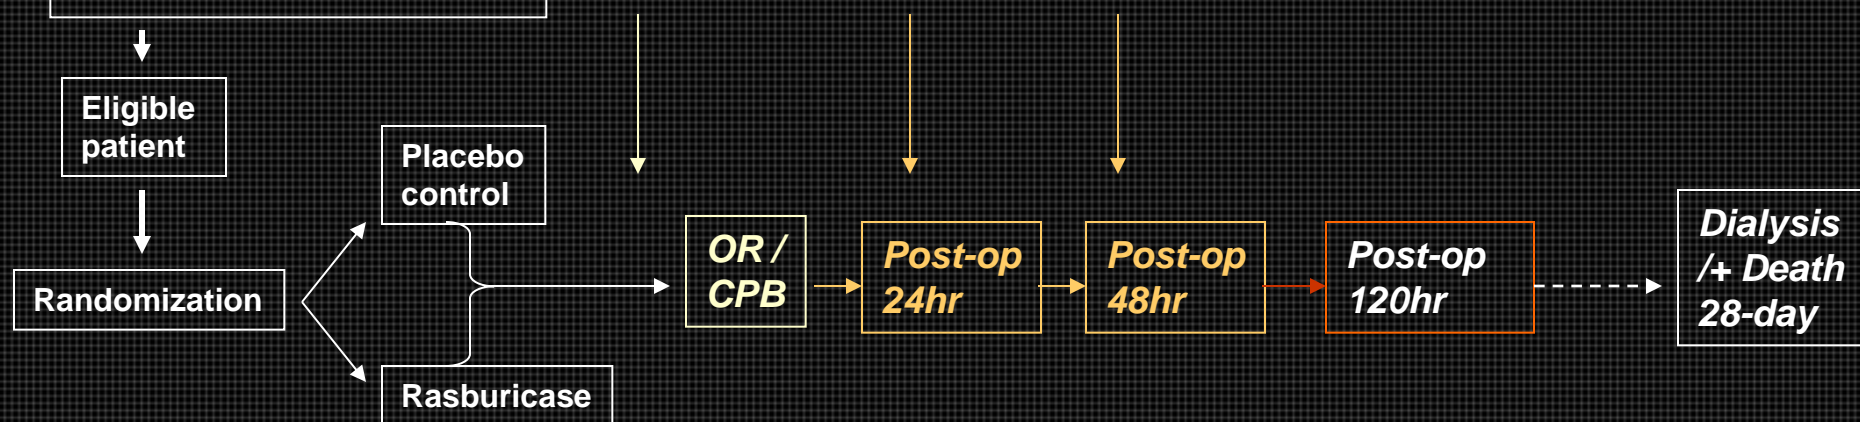 Eligible
patient
Randomization
Placebo
control
Rasburicase
OR /
CPB
Post-op
24hr
Post-op
48hr
Post-op
120hr
Dialysis
/+ Death
28-day